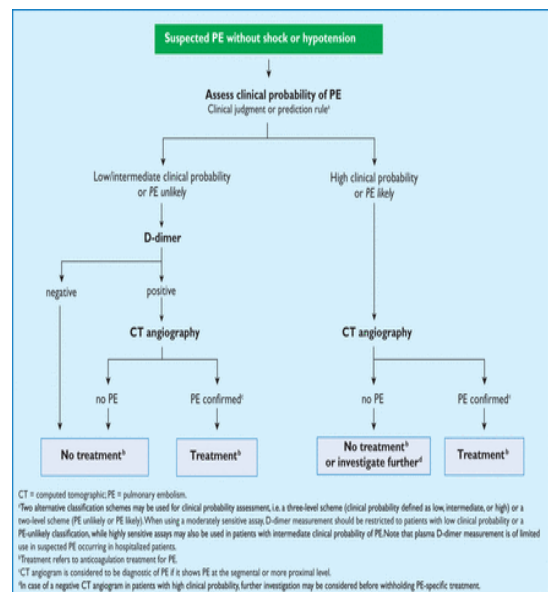 Suspected PE without shock or hypotension
Assess clinical probability of PE
Clinical judgment or prediction ruleª
Low/intermediate clinical probability
or PE unlikely
High clinical probability
or PE likely
D-dimer
negative
positive
CT angiography
CT angiography
no PE
PE confirmedᶜ
no PE
PE confirmedᶜ
No treatmentᵇ
Treatmentᵇ
No treatmentᵇ
or investigate furtherᵈ
Treatmentᵇ
CT = computed tomographic; PE = pulmonary embolism.
ªTwo alternative classification schemes may be used for clinical probability assessment, i.e. a three-level scheme (clinical probability defined as low, intermediate, or high) or a
two-level scheme (PE unlikely or PE likely). When using a moderately sensitive assay, D-dimer measurement should be restricted to patients with low clinical probability or a
PE-unlikely classification, while highly sensitive assays may also be used in patients with intermediate clinical probability of PE. Note that plasma D-dimer measurement is of limited
use in suspected PE occurring in hospitalized patients.
ᵇTreatment refers to anticoagulation treatment for PE.
ᶜCT angiogram is considered to be diagnostic of PE if it shows PE at the segmental or more proximal level.
ᵈIn case of a negative CT angiogram in patients with high clinical probability, further investigation may be considered before withholding PE-specific treatment.